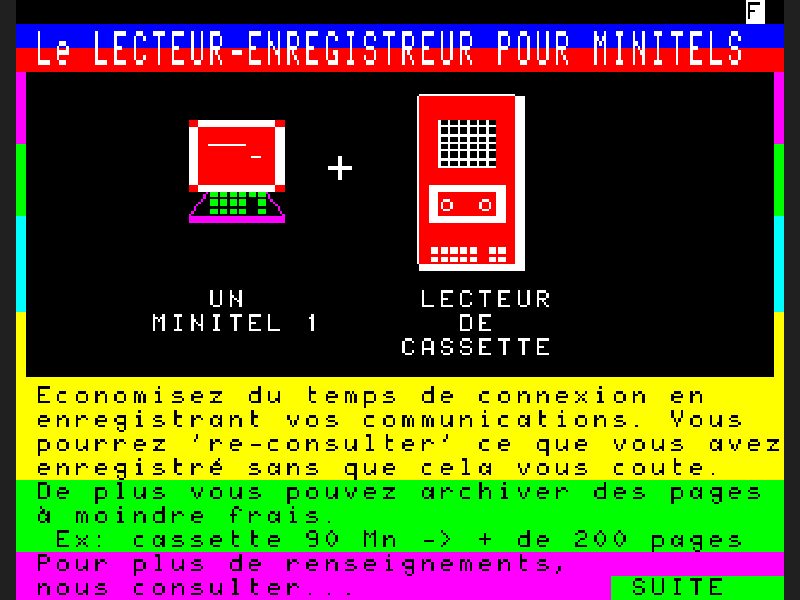 F
Le LECTEUR-ENREGISTREUR POUR MINITELS
+
UN
MINITEL 1
LECTEUR
DE
CASSETTE
Economisez du temps de connexion en
enregistrant vos communications. Vous
pourrez 're-consulter' ce que vous avez
enregistré sans que cela vous coute.
De plus vous pouvez archiver des pages
à moindre frais.
Ex: cassette 90 Mn -> + de 200 pages
Pour plus de renseignements,
nous consulter... SUITE